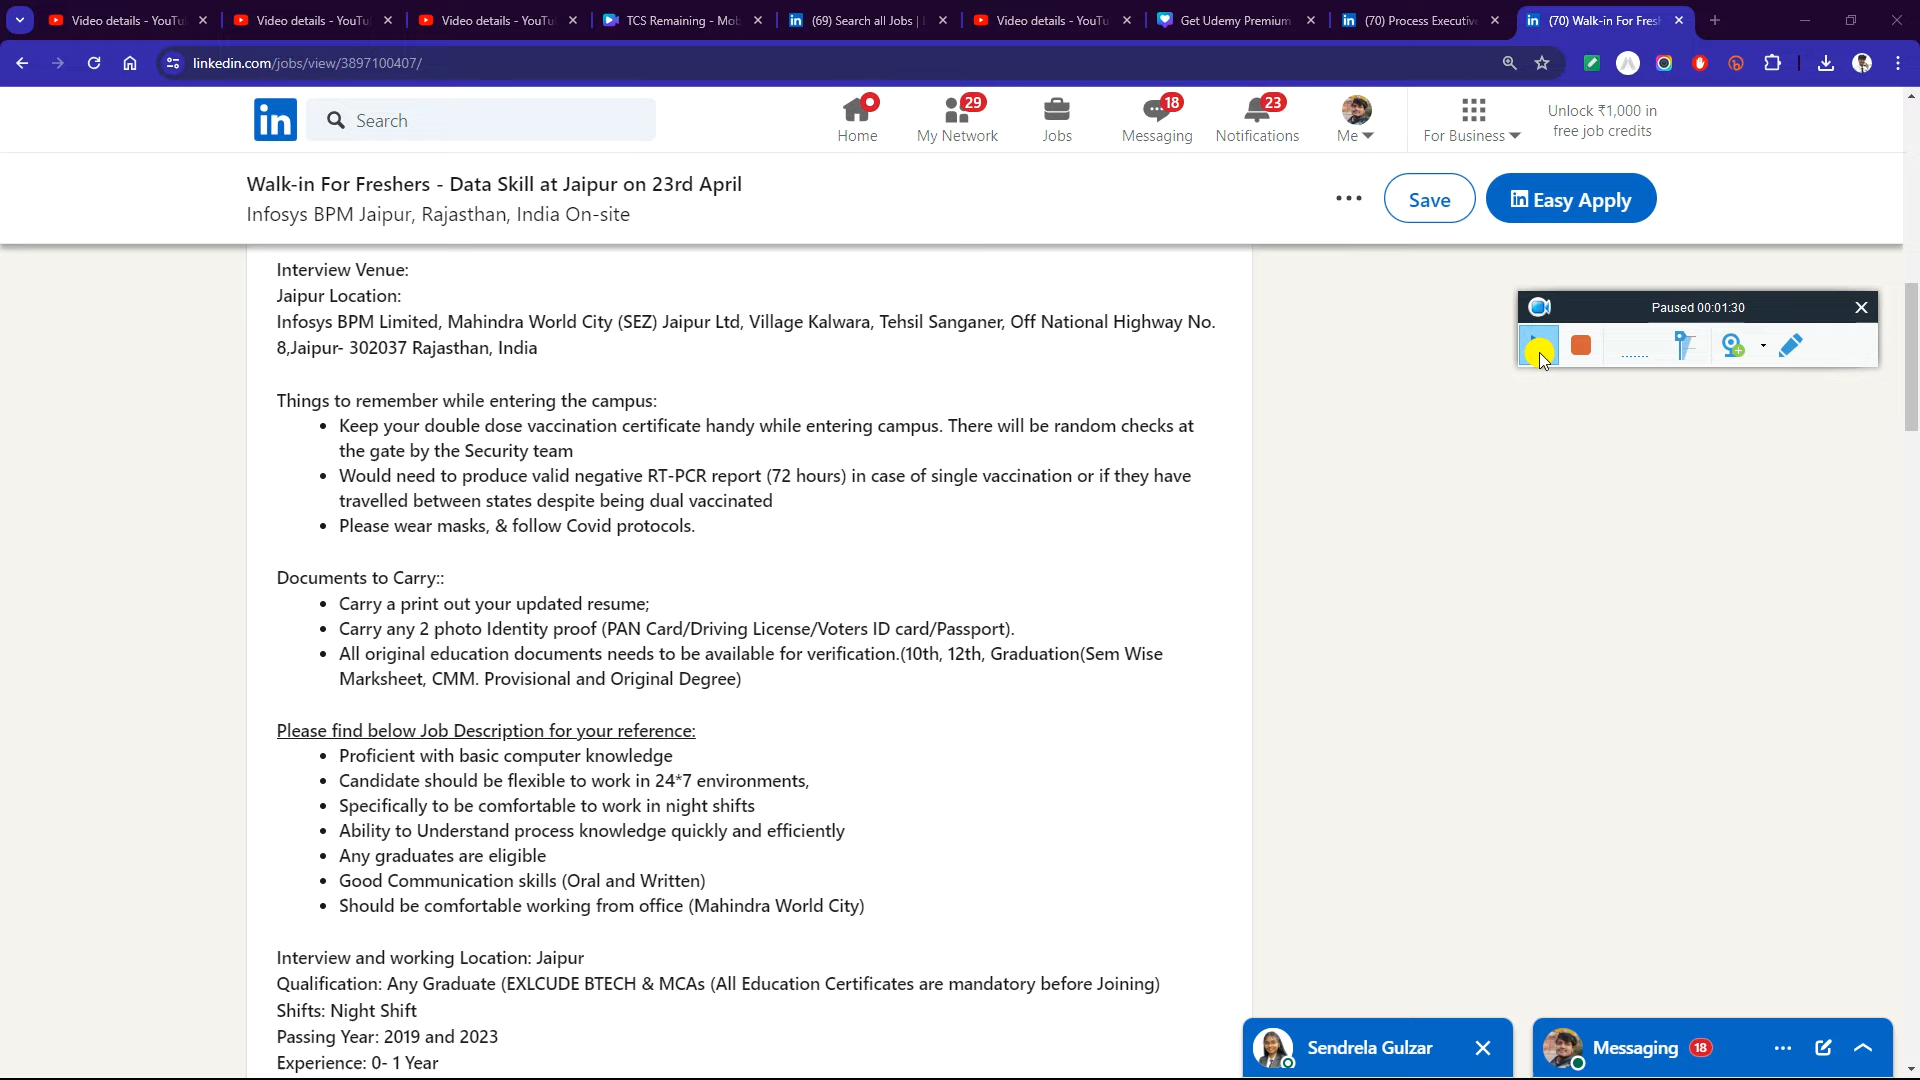 Video details - YouTu
Video details - YouTu
Video details - YouTu
TCS Remaining - Mob
(69) Search all Jobs |
Video details - YouTu
Get Udemy Premium
(70) Process Executive
(70) Walk-in For Fresh
linkedin.com/jobs/view/3897100407/
in
Search
29
18
23
Home
My Network
Jobs
Messaging
Notifications
Me
For Business
Unlock ₹1,000 in
free job credits
Walk-in For Freshers - Data Skill at Jaipur on 23rd April
Infosys BPM Jaipur, Rajasthan, India On-site
Save
in Easy Apply
Interview Venue:
Jaipur Location:
Infosys BPM Limited, Mahindra World City (SEZ) Jaipur Ltd, Village Kalwara, Tehsil Sanganer, Off National Highway No.
8,Jaipur- 302037 Rajasthan, India
Paused 00:01:30
Things to remember while entering the campus:
• Keep your double dose vaccination certificate handy while entering campus. There will be random checks at
the gate by the Security team
• Would need to produce valid negative RT-PCR report (72 hours) in case of single vaccination or if they have
travelled between states despite being dual vaccinated
• Please wear masks, & follow Covid protocols.
Documents to Carry::
• Carry a print out your updated resume;
• Carry any 2 photo Identity proof (PAN Card/Driving License/Voters ID card/Passport).
• All original education documents needs to be available for verification.(10th, 12th, Graduation(Sem Wise
Marksheet, CMM. Provisional and Original Degree)
Please find below Job Description for your reference:
• Proficient with basic computer knowledge
• Candidate should be flexible to work in 24*7 environments,
• Specifically to be comfortable to work in night shifts
• Ability to Understand process knowledge quickly and efficiently
• Any graduates are eligible
• Good Communication skills (Oral and Written)
• Should be comfortable working from office (Mahindra World City)
Interview and working Location: Jaipur
Qualification: Any Graduate (EXLCUDE BTECH & MCAs (All Education Certificates are mandatory before Joining)
Shifts: Night Shift
Passing Year: 2019 and 2023
Experience: 0- 1 Year
Sendrela Gulzar
Messaging 18